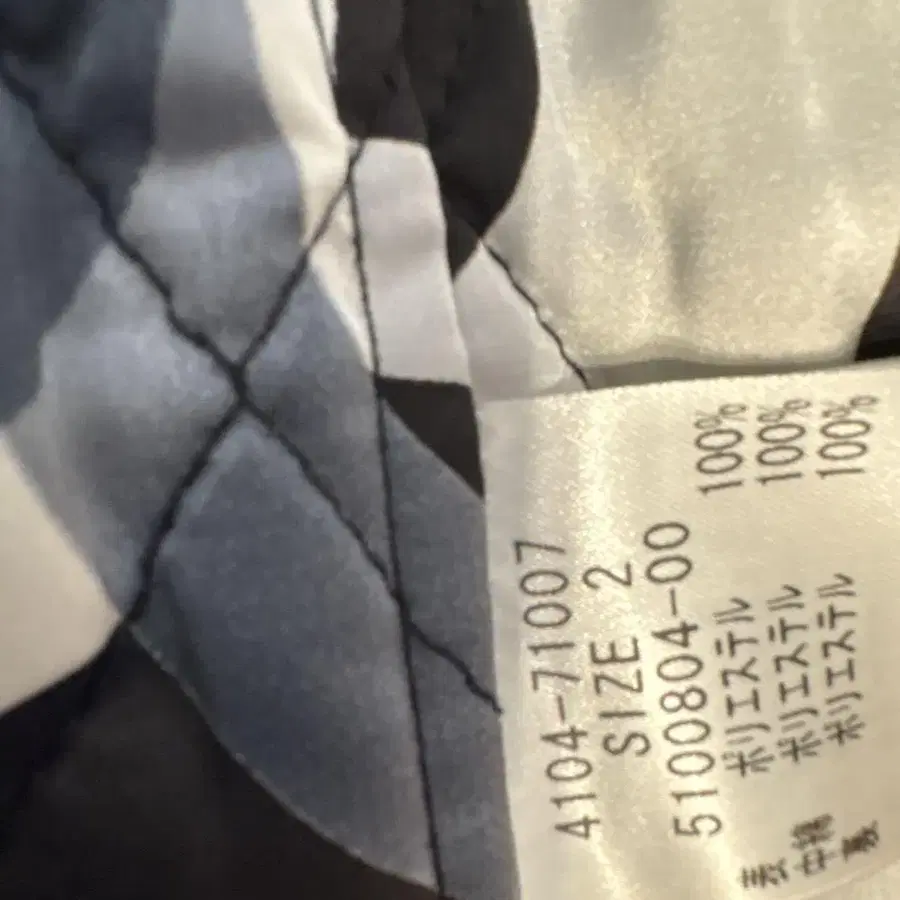 4104-71007
SIZE 2
5100804-00
表 ポリエステル 100%
中綿 ポリエステル 100%
裏 ポリエステル 100%